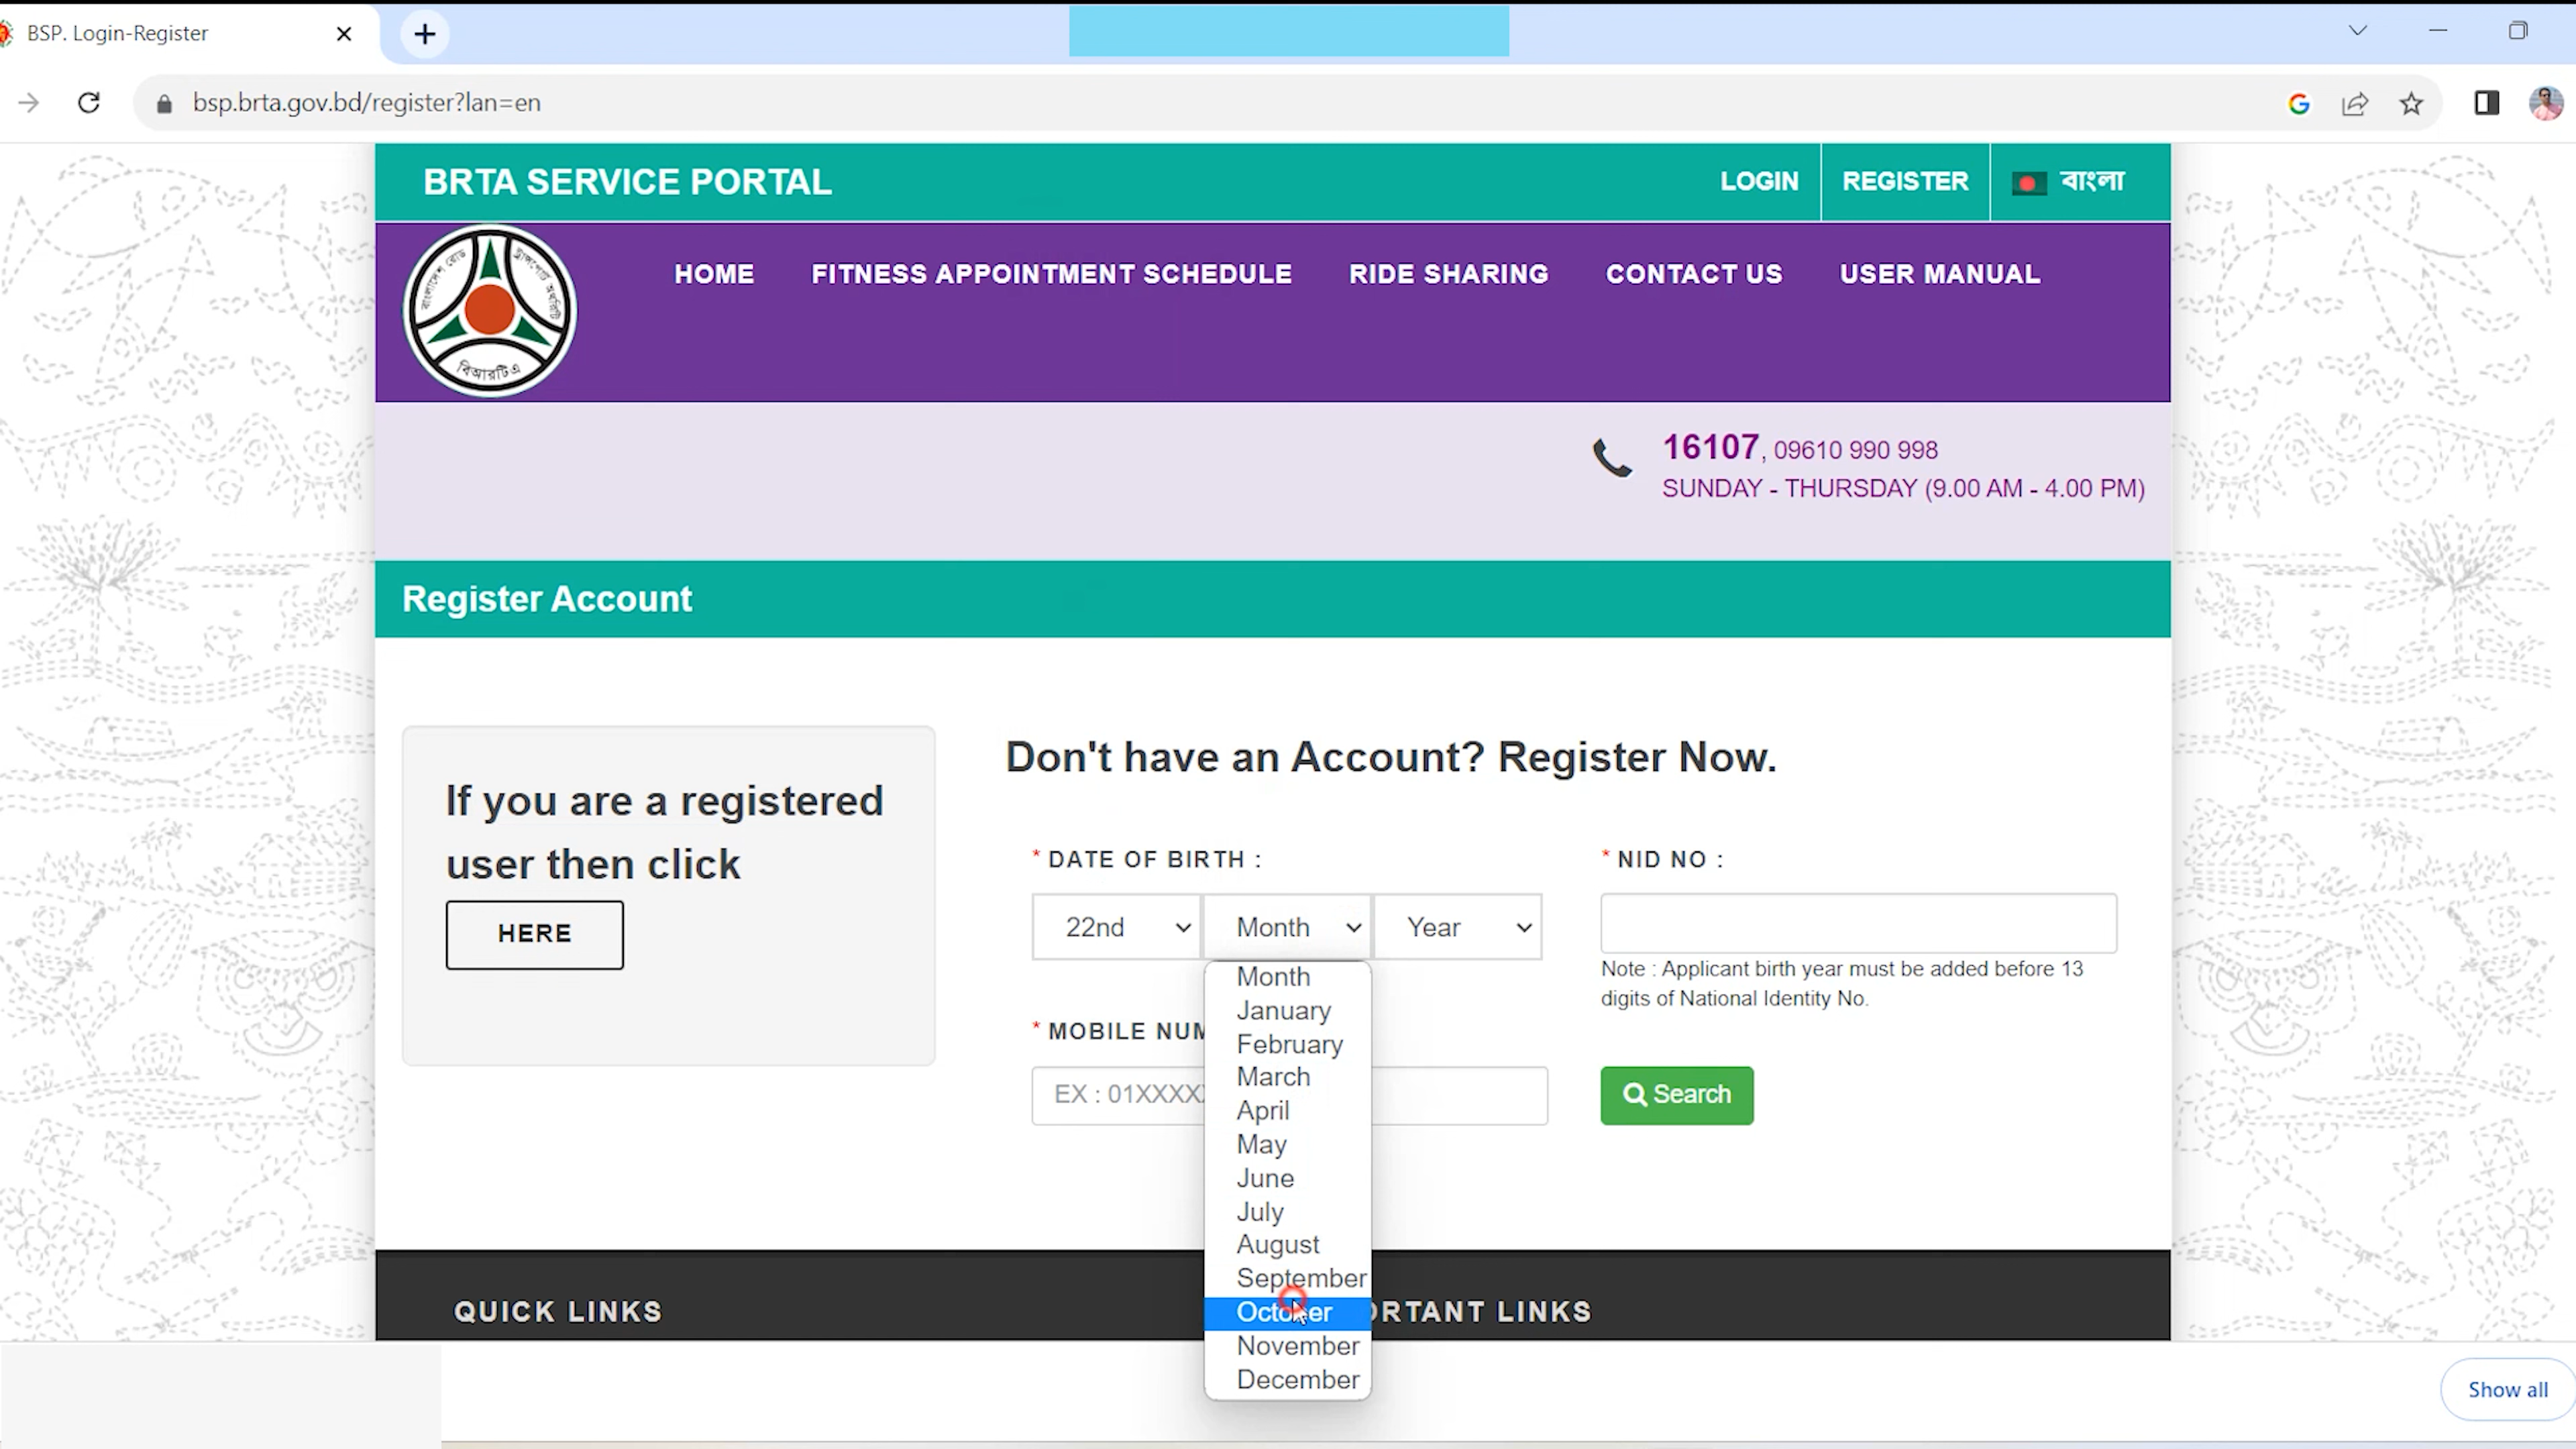 BSP. Login-Register
bsp.brta.gov.bd/register?lan=en
BRTA SERVICE PORTAL
LOGIN
REGISTER
বাংলা
বাংলাদেশ রোড ট্রান্সপোর্ট অথরিটি
বিআরটিএ
HOME
FITNESS APPOINTMENT SCHEDULE
RIDE SHARING
CONTACT US
USER MANUAL
16107, 09610 990 998
SUNDAY - THURSDAY (9.00 AM - 4.00 PM)
Register Account
If you are a registered
user then click
HERE
Don't have an Account? Register Now.
* DATE OF BIRTH :
22nd
Month
Year
* NID NO :
Note : Applicant birth year must be added before 13
digits of National Identity No.
* MOBILE NUM
EX : 01XXXX
Search
Month
January
February
March
April
May
June
July
August
September
October
November
December
QUICK LINKS
ORTANT LINKS
Show all